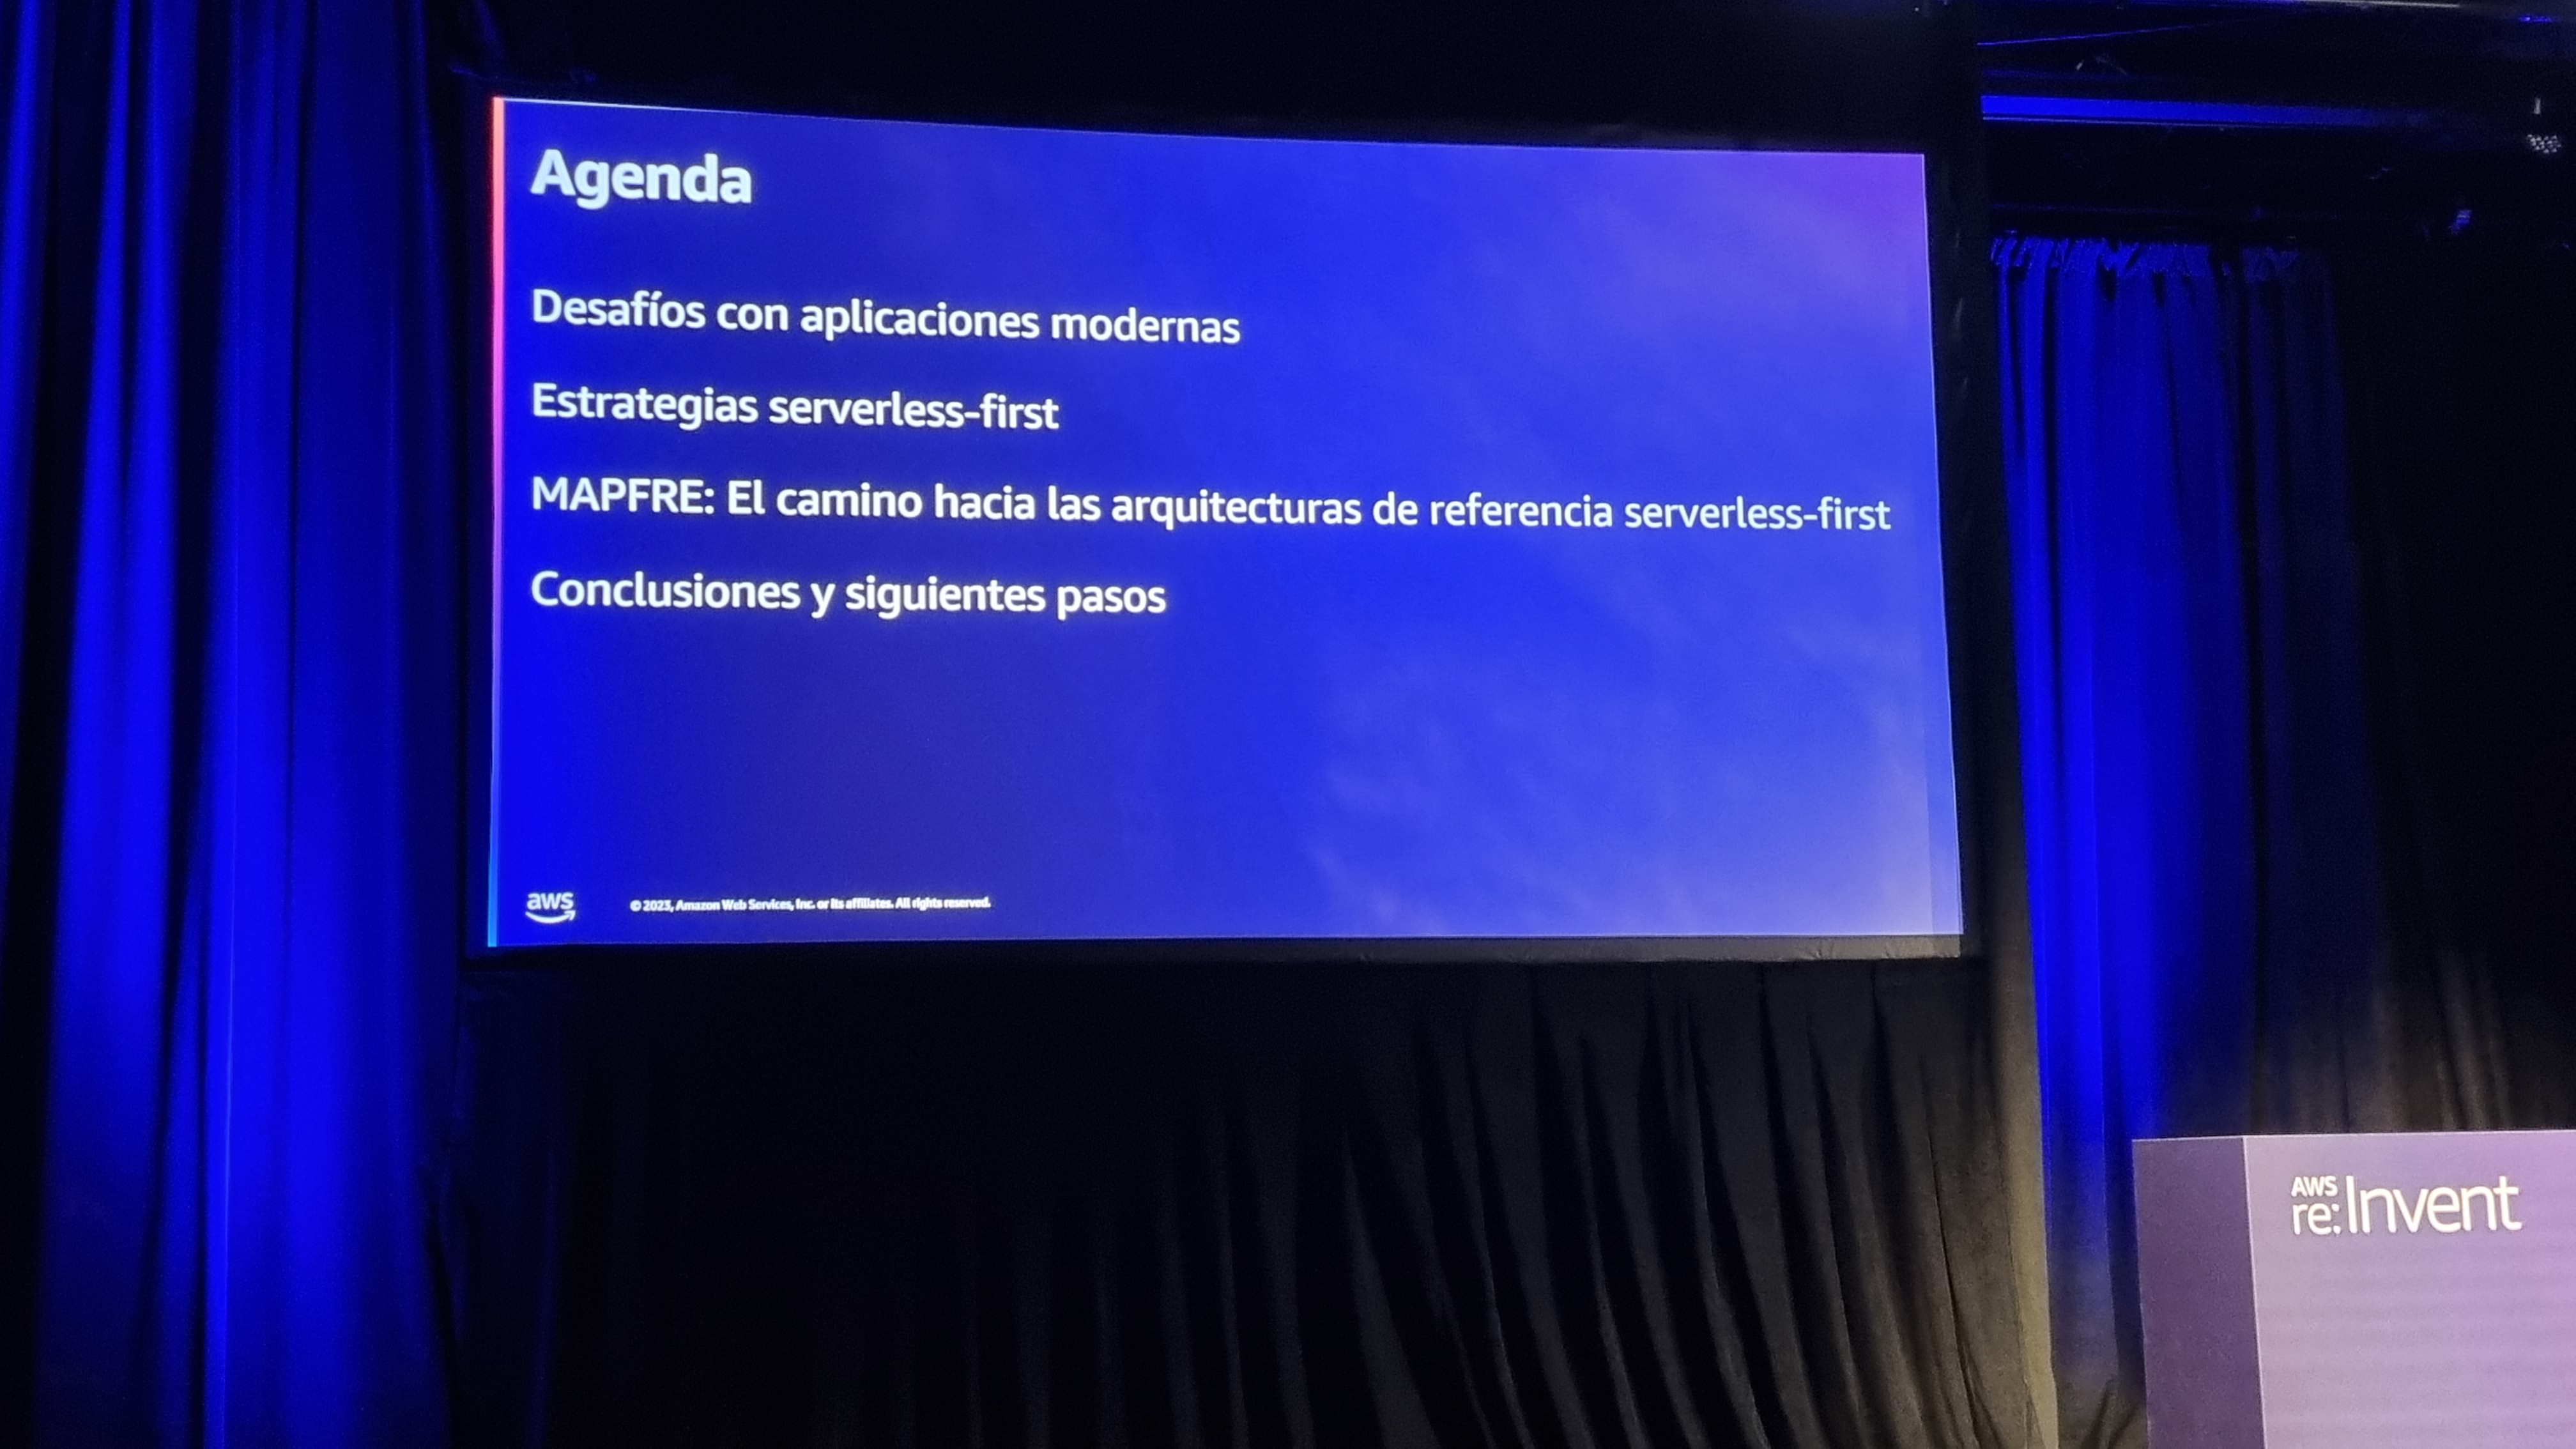 Agenda
Desafíos con aplicaciones modernas
Estrategias serverless-first
MAPFRE: El camino hacia las arquitecturas de referencia serverless-first
Conclusiones y siguientes pasos
aws
© 2023, Amazon Web Services, Inc. or its affiliates. All rights reserved.
AWS
re:Invent